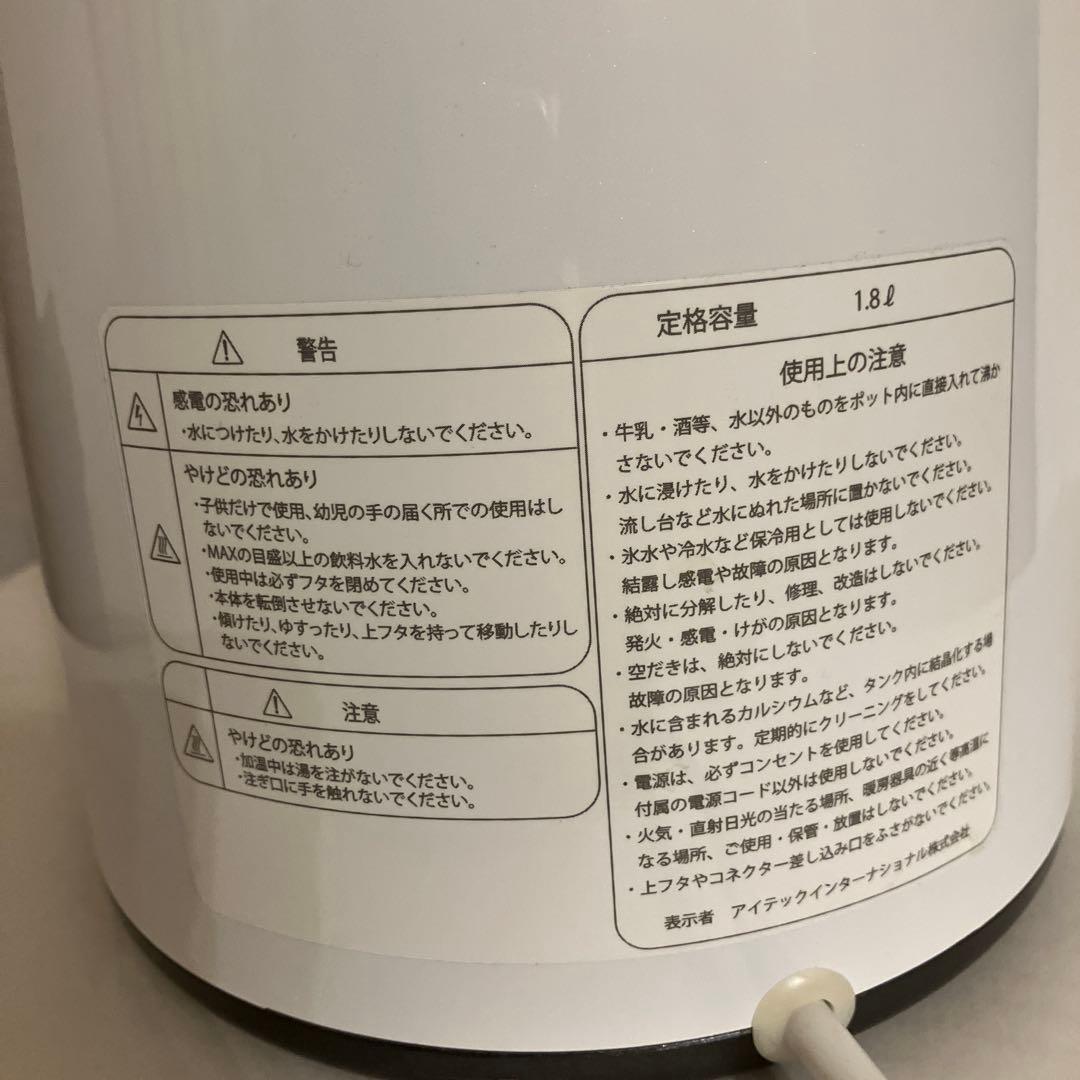 警告
感電の恐れあり
・水につけたり、水をかけたりしないでください。
やけどの恐れあり
・子供だけで使用、幼児の手の届く所での使用はし
ないでください。
・MAXの目盛以上の飲料水を入れないでください。
・使用中は必ずフタを閉めてください。
・本体を転倒させないでください。
・傾けたり、ゆすったり、上フタを持って移動したりし
ないでください。
注意
やけどの恐れあり
・加温中は湯を注がないでください。
・注ぎ口に手を触れないでください。
定格容量 1.8ℓ
使用上の注意
・牛乳・酒等、水以外のものをポット内に直接入れて沸か
さないでください。
・水に浸けたり、水をかけたりしないでください。
流し台など水にぬれた場所に置かないでください。
・氷水や冷水など保冷用としては使用しないでください。
結露し感電や故障の原因となります。
・絶対に分解したり、修理、改造はしないでください。
発火・感電・けがの原因となります。
・空だきは、絶対にしないでください。
故障の原因となります。
・水に含まれるカルシウムなど、タンク内に結晶化する場
合があります。定期的にクリーニングをしてください。
・電源は、必ずコンセントを使用してください。
付属の電源コード以外は使用しないでください。
・火気・直射日光の当たる場所、暖房器具の近く等高温に
なる場所、ご使用・保管・放置はしないでください。
・上フタやコネクター差し込み口をふさがないでください。
表示者 アイテックインターナショナル株式会社